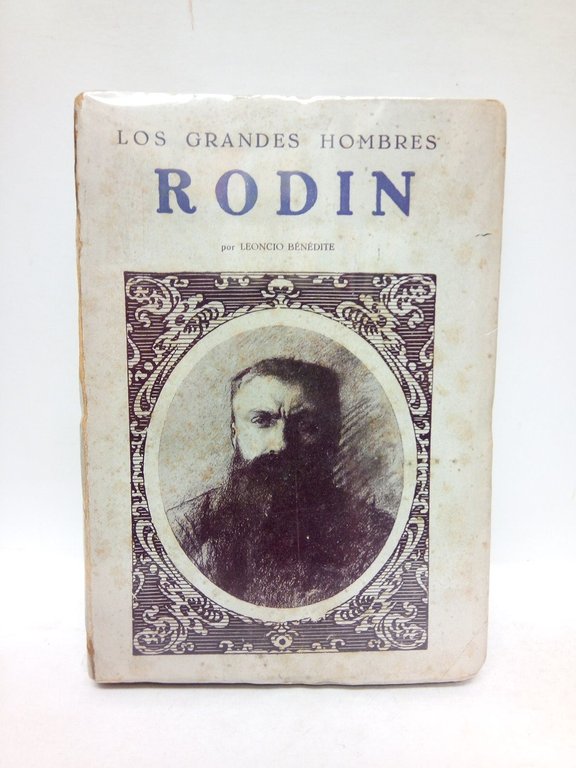 LOS GRANDES HOMBRES
RODIN
por LEONCIO BÉNÉDITE